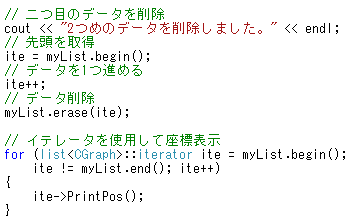 // 二つ目のデータを削除
cout << "2つめのデータを削除しました。" << endl;
// 先頭を取得
ite = myList.begin();
// データを1つ進める
ite++;
// データ削除
myList.erase(ite);
// イテレータを使用して座標表示
for (list<CGraph>::iterator ite = myList.begin();
ite != myList.end(); ite++)
{
ite->PrintPos();
}